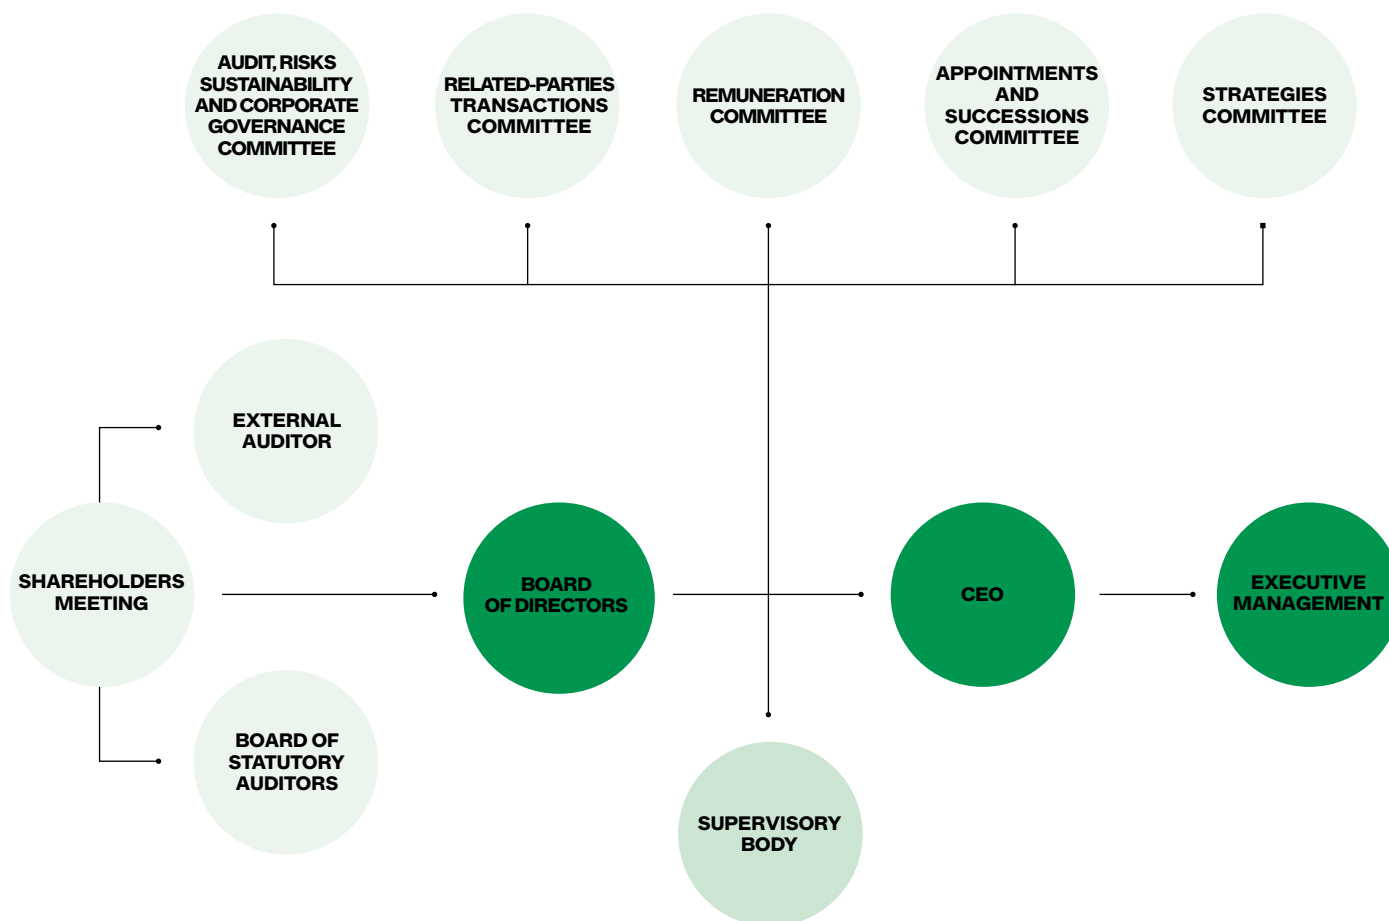 AUDIT, RISKS
SUSTAINABILITY
AND CORPORATE
GOVERNANCE
COMMITTEE
RELATED-PARTIES
TRANSACTIONS
COMMITTEE
REMUNERATION
COMMITTEE
APPOINTMENTS
AND
SUCCESSIONS
COMMITTEE
STRATEGIES
COMMITTEE
EXTERNAL
AUDITOR
SHAREHOLDERS
MEETING
BOARD
OF DIRECTORS
CEO
EXECUTIVE
MANAGEMENT
BOARD OF
STATUTORY
AUDITORS
SUPERVISORY
BODY